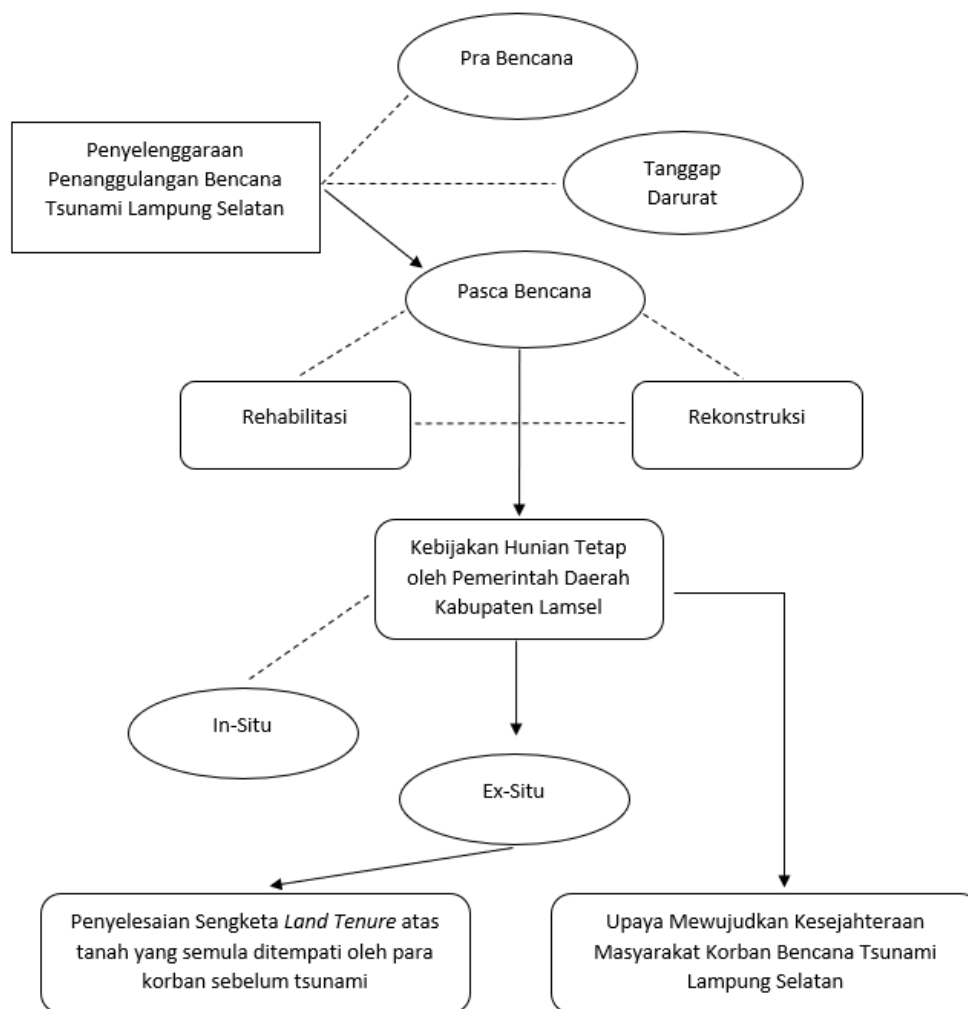 Pra Bencana
Penyelenggaraan
Penanggulangan Bencana
Tsunami Lampung Selatan
Tanggap
Darurat
Pasca Bencana
Rehabilitasi
Rekonstruksi
Kebijakan Hunian Tetap
oleh Pemerintah Daerah
Kabupaten Lamsel
In-Situ
Ex-Situ
Penyelesaian Sengketa Land Tenure atas
tanah yang semula ditempati oleh para
korban sebelum tsunami
Upaya Mewujudkan Kesejahteraan
Masyarakat Korban Bencana Tsunami
Lampung Selatan